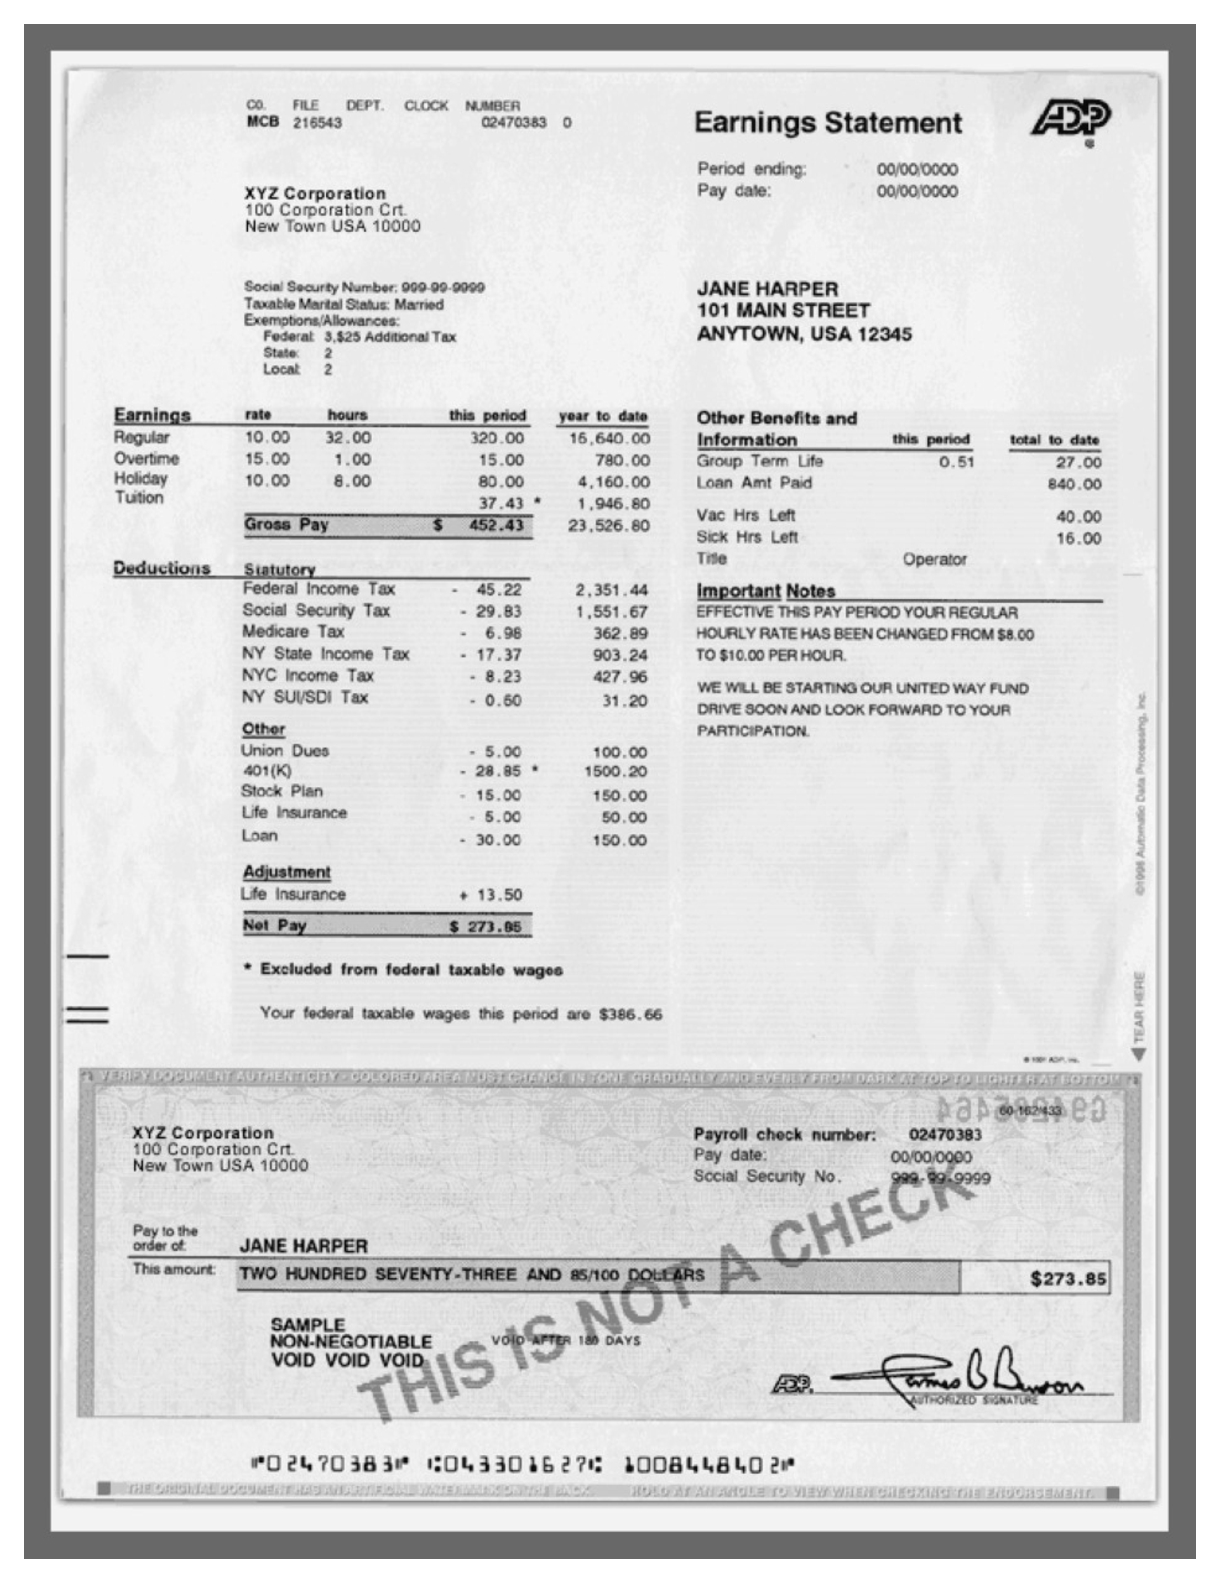 CO. FILE DEPT. CLOCK NUMBER
MCB 216543 02470383 0
Earnings Statement
ADP
Period ending: 00/00/0000
Pay date: 00/00/0000
XYZ Corporation
100 Corporation Crt.
New Town USA 10000
Social Security Number: 999-99-9999
Taxable Marital Status: Married
Exemptions/Allowances:
Federal: 3,$25 Additional Tax
State: 2
Local: 2
JANE HARPER
101 MAIN STREET
ANYTOWN, USA 12345
Earnings rate hours this period year to date
Regular 10.00 32.00 320.00 16,640.00
Overtime 15.00 1.00 15.00 780.00
Holiday 10.00 8.00 80.00 4,160.00
Tuition 37.43 * 1,946.80
Gross Pay $ 452.43 23,526.80
Deductions Statutory
Federal Income Tax - 45.22 2,351.44
Social Security Tax - 29.83 1,551.67
Medicare Tax - 6.98 362.89
NY State Income Tax - 17.37 903.24
NYC Income Tax - 8.23 427.96
NY SUI/SDI Tax - 0.60 31.20
Other
Union Dues - 5.00 100.00
401(K) - 28.85 * 1500.20
Stock Plan - 15.00 150.00
Life Insurance - 5.00 50.00
Loan - 30.00 150.00
Adjustment
Life Insurance + 13.50
Net Pay $ 273.85
* Excluded from federal taxable wages
Your federal taxable wages this period are $386.66
Other Benefits and
Information this period total to date
Group Term Life 0.51 27.00
Loan Amt Paid 840.00
Vac Hrs Left 40.00
Sick Hrs Left 16.00
Title Operator
Important Notes
EFFECTIVE THIS PAY PERIOD YOUR REGULAR
HOURLY RATE HAS BEEN CHANGED FROM $8.00
TO $10.00 PER HOUR.
WE WILL BE STARTING OUR UNITED WAY FUND
DRIVE SOON AND LOOK FORWARD TO YOUR
PARTICIPATION.
©1998 Automatic Data Processing, Inc.
TEAR HERE
VERIFY DOCUMENT AUTHENTICITY - COLORED AREA MUST CHANGE IN TONE GRADUALLY AND EVENLY FROM DARK AT TOP TO LIGHTER AT BOTTOM
60-162/433
XYZ Corporation
100 Corporation Crt.
New Town USA 10000
Payroll check number: 02470383
Pay date: 00/00/0000
Social Security No. 999-99-9999
Pay to the
order of: JANE HARPER
This amount: TWO HUNDRED SEVENTY-THREE AND 85/100 DOLLARS $273.85
THIS IS NOT A CHECK
SAMPLE
NON-NEGOTIABLE
VOID VOID VOID
VOID AFTER 180 DAYS
ADP.
AUTHORIZED SIGNATURE
⑈02470383⑈ ⑆043301627⑆ 1008448402⑈
THE ORIGINAL DOCUMENT HAS AN ARTIFICIAL WATERMARK ON THE BACK. HOLD AT AN ANGLE TO VIEW WHEN CHECKING THE ENDORSEMENT.